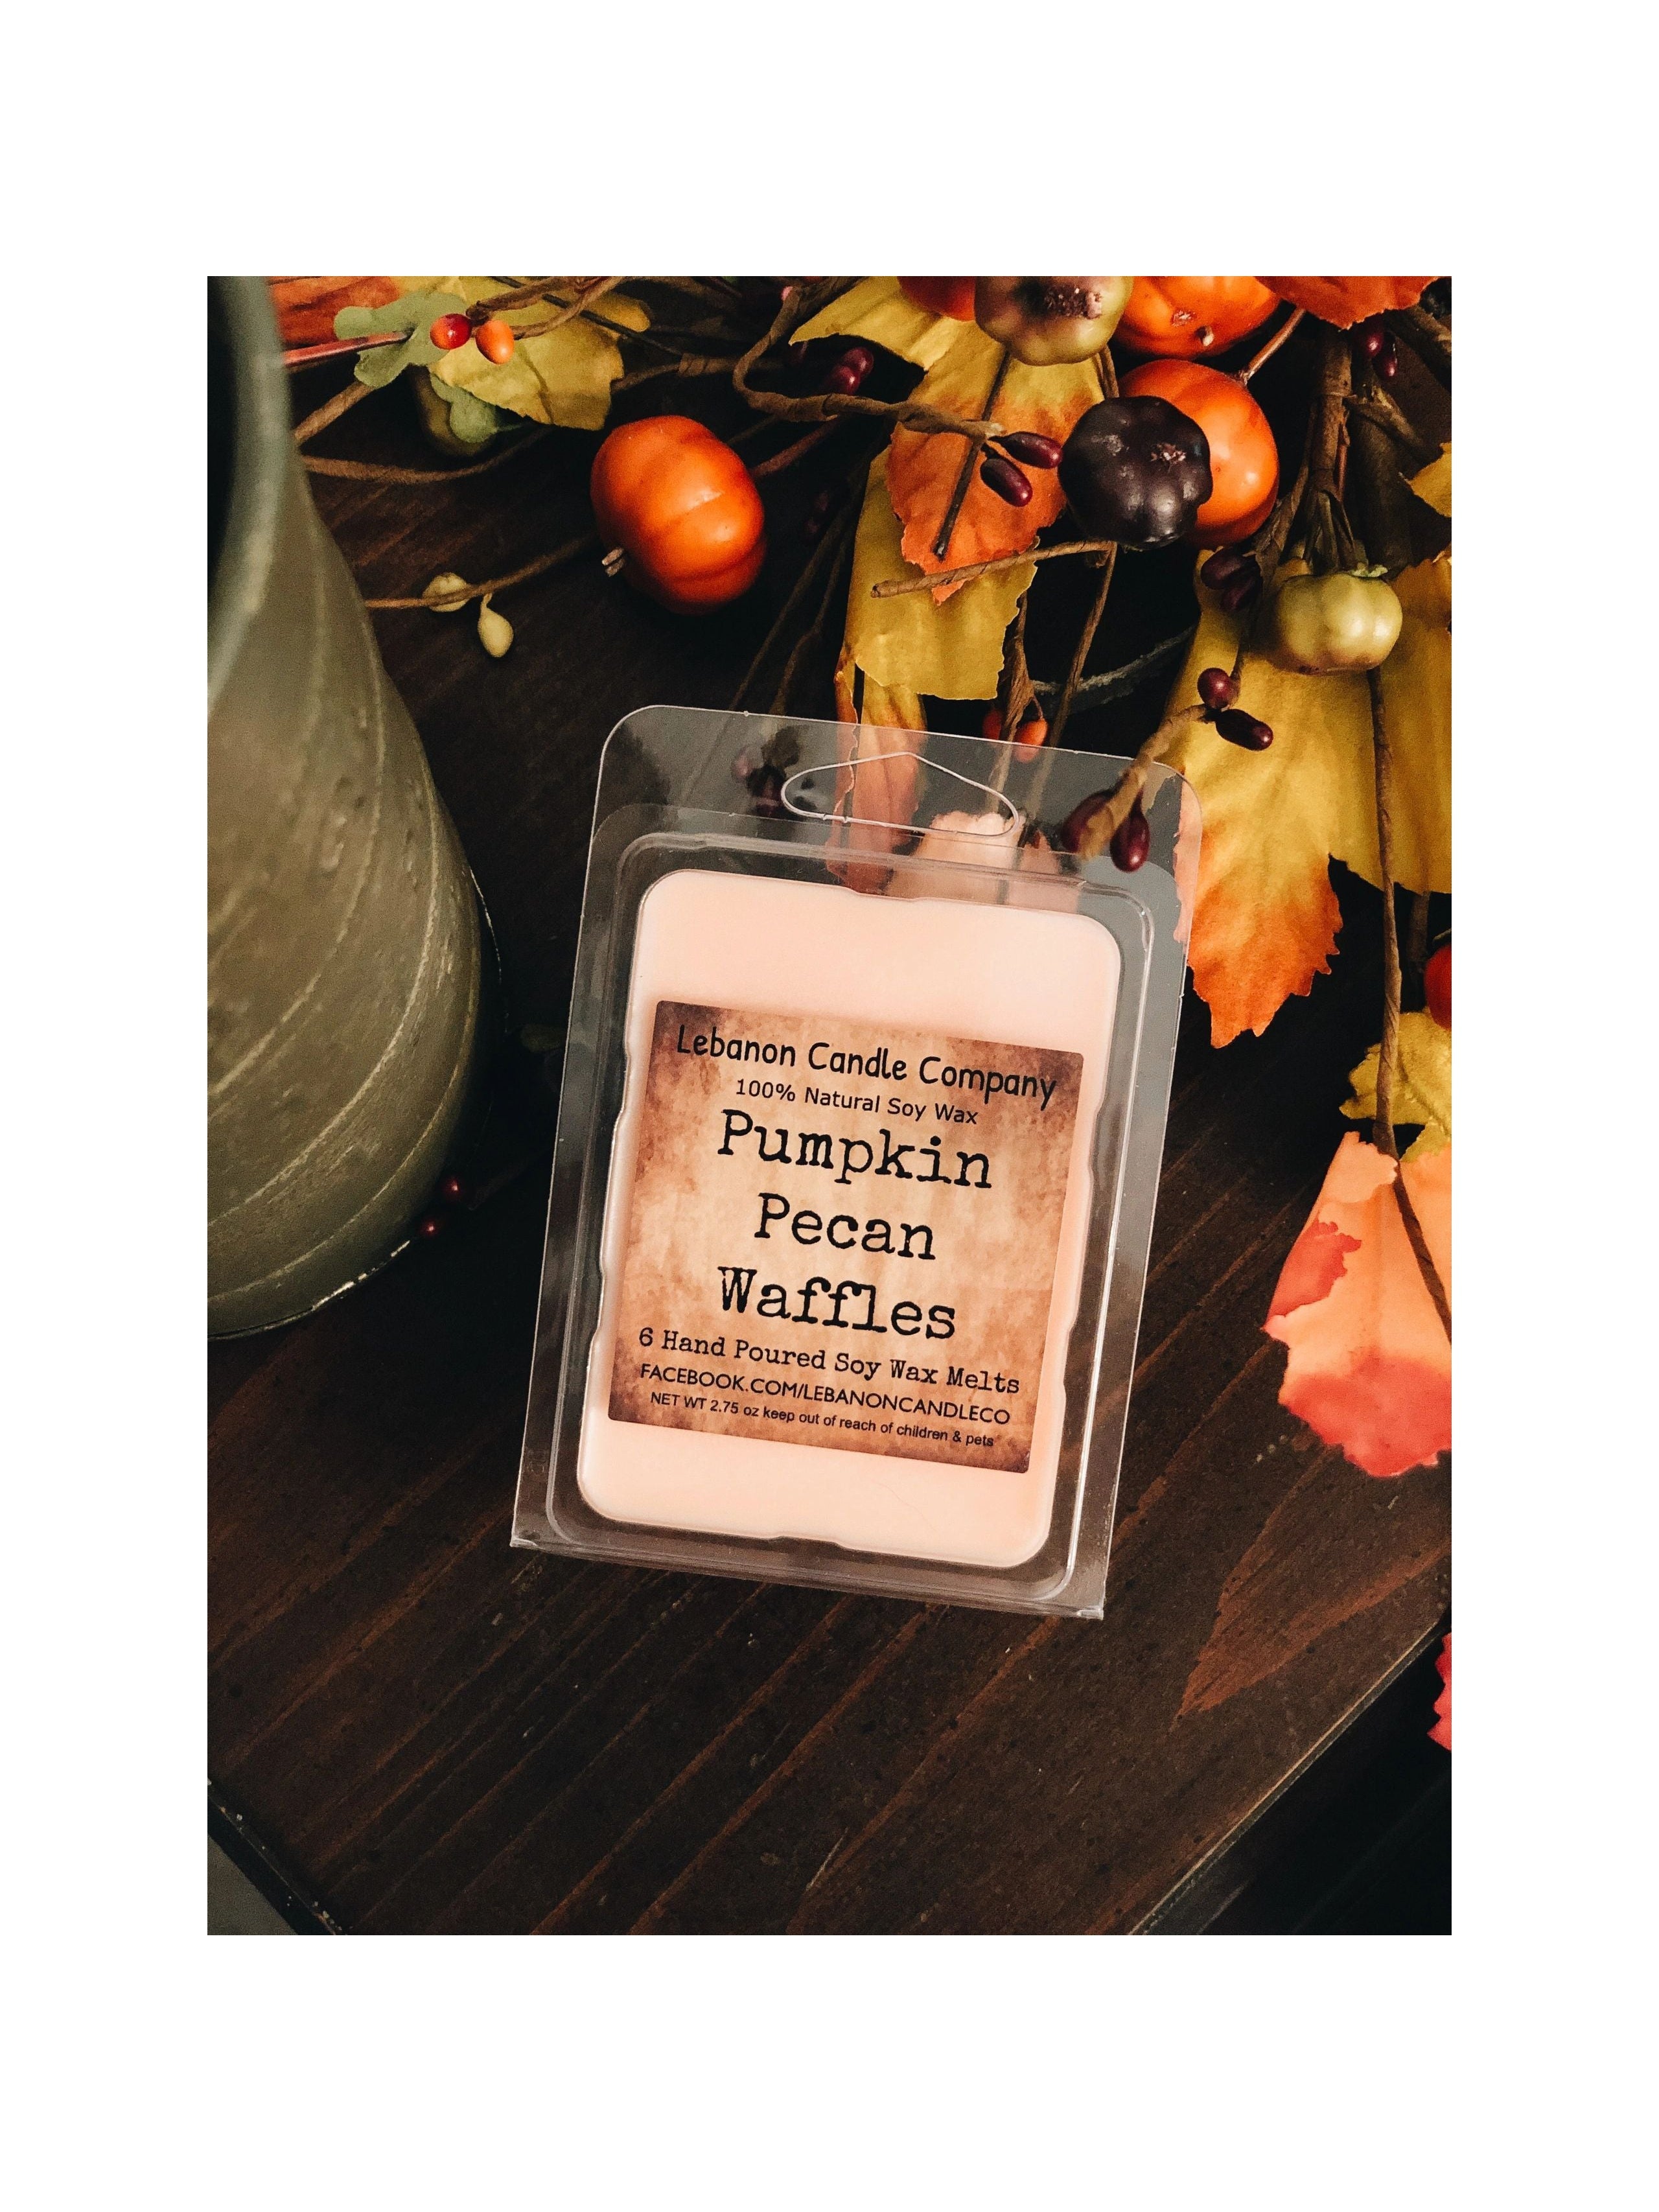 Lebanon Candle Company
100% Natural Soy Wax
Pumpkin
Pecan
Waffles
6 Hand Poured Soy Wax Melts
FACEBOOK.COM/LEBANONCANDLECO
NET WT 2.75 oz keep out of reach of children & pets